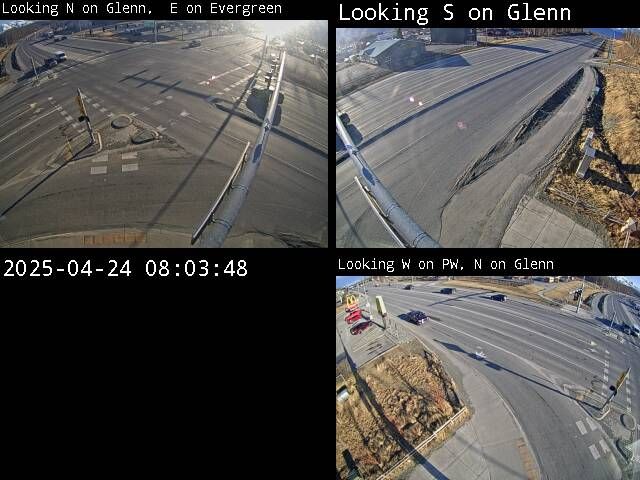 Looking N on Glenn,  E on Evergreen
Looking S on Glenn
2025-04-24 08:03:48
Looking W on PW, N on Glenn